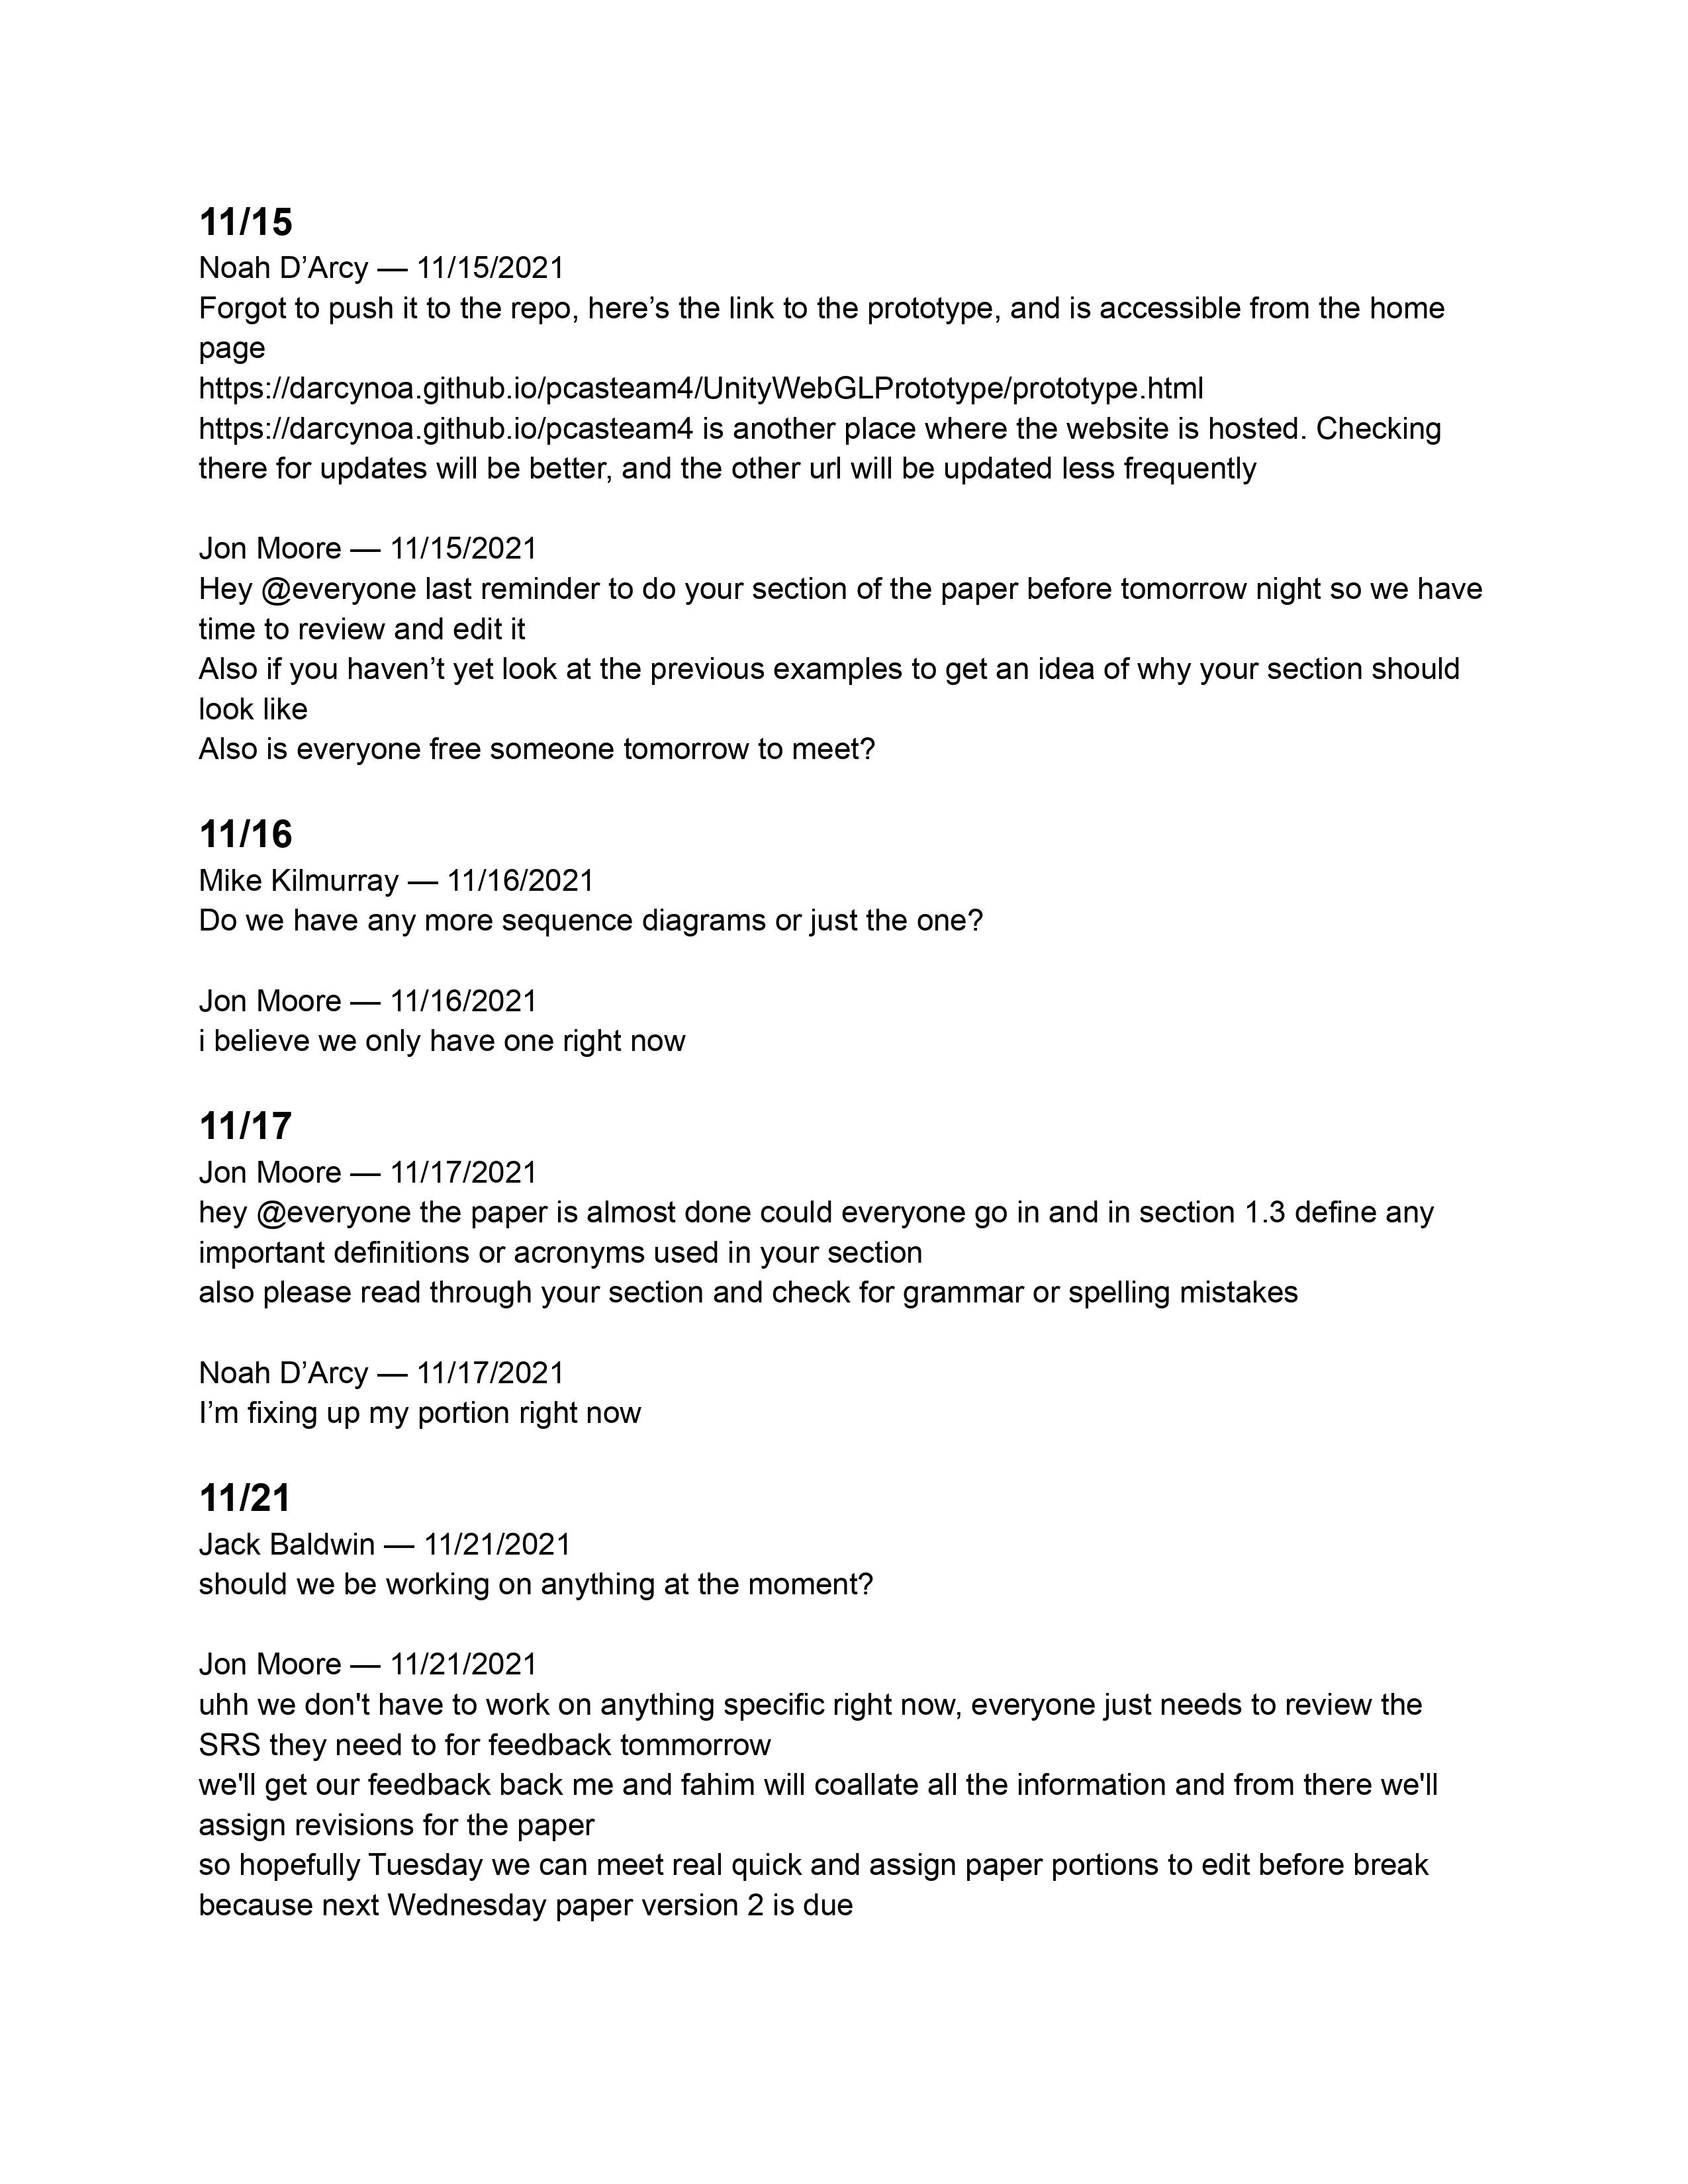 11/15
Noah D’Arcy — 11/15/2021
Forgot to push it to the repo, here’s the link to the prototype, and is accessible from the home
page
https://darcynoa.github.io/pcasteam4/UnityWebGLPrototype/prototype.html
https://darcynoa.github.io/pcasteam4 is another place where the website is hosted. Checking
there for updates will be better, and the other url will be updated less frequently
Jon Moore — 11/15/2021
Hey @everyone last reminder to do your section of the paper before tomorrow night so we have
time to review and edit it
Also if you haven’t yet look at the previous examples to get an idea of why your section should
look like
Also is everyone free someone tomorrow to meet?
11/16
Mike Kilmurray — 11/16/2021
Do we have any more sequence diagrams or just the one?
Jon Moore — 11/16/2021
i believe we only have one right now
11/17
Jon Moore — 11/17/2021
hey @everyone the paper is almost done could everyone go in and in section 1.3 define any
important definitions or acronyms used in your section
also please read through your section and check for grammar or spelling mistakes
Noah D’Arcy — 11/17/2021
I’m fixing up my portion right now
11/21
Jack Baldwin — 11/21/2021
should we be working on anything at the moment?
Jon Moore — 11/21/2021
uhh we don't have to work on anything specific right now, everyone just needs to review the
SRS they need to for feedback tommorrow
we'll get our feedback back me and fahim will coallate all the information and from there we'll
assign revisions for the paper
so hopefully Tuesday we can meet real quick and assign paper portions to edit before break
because next Wednesday paper version 2 is due